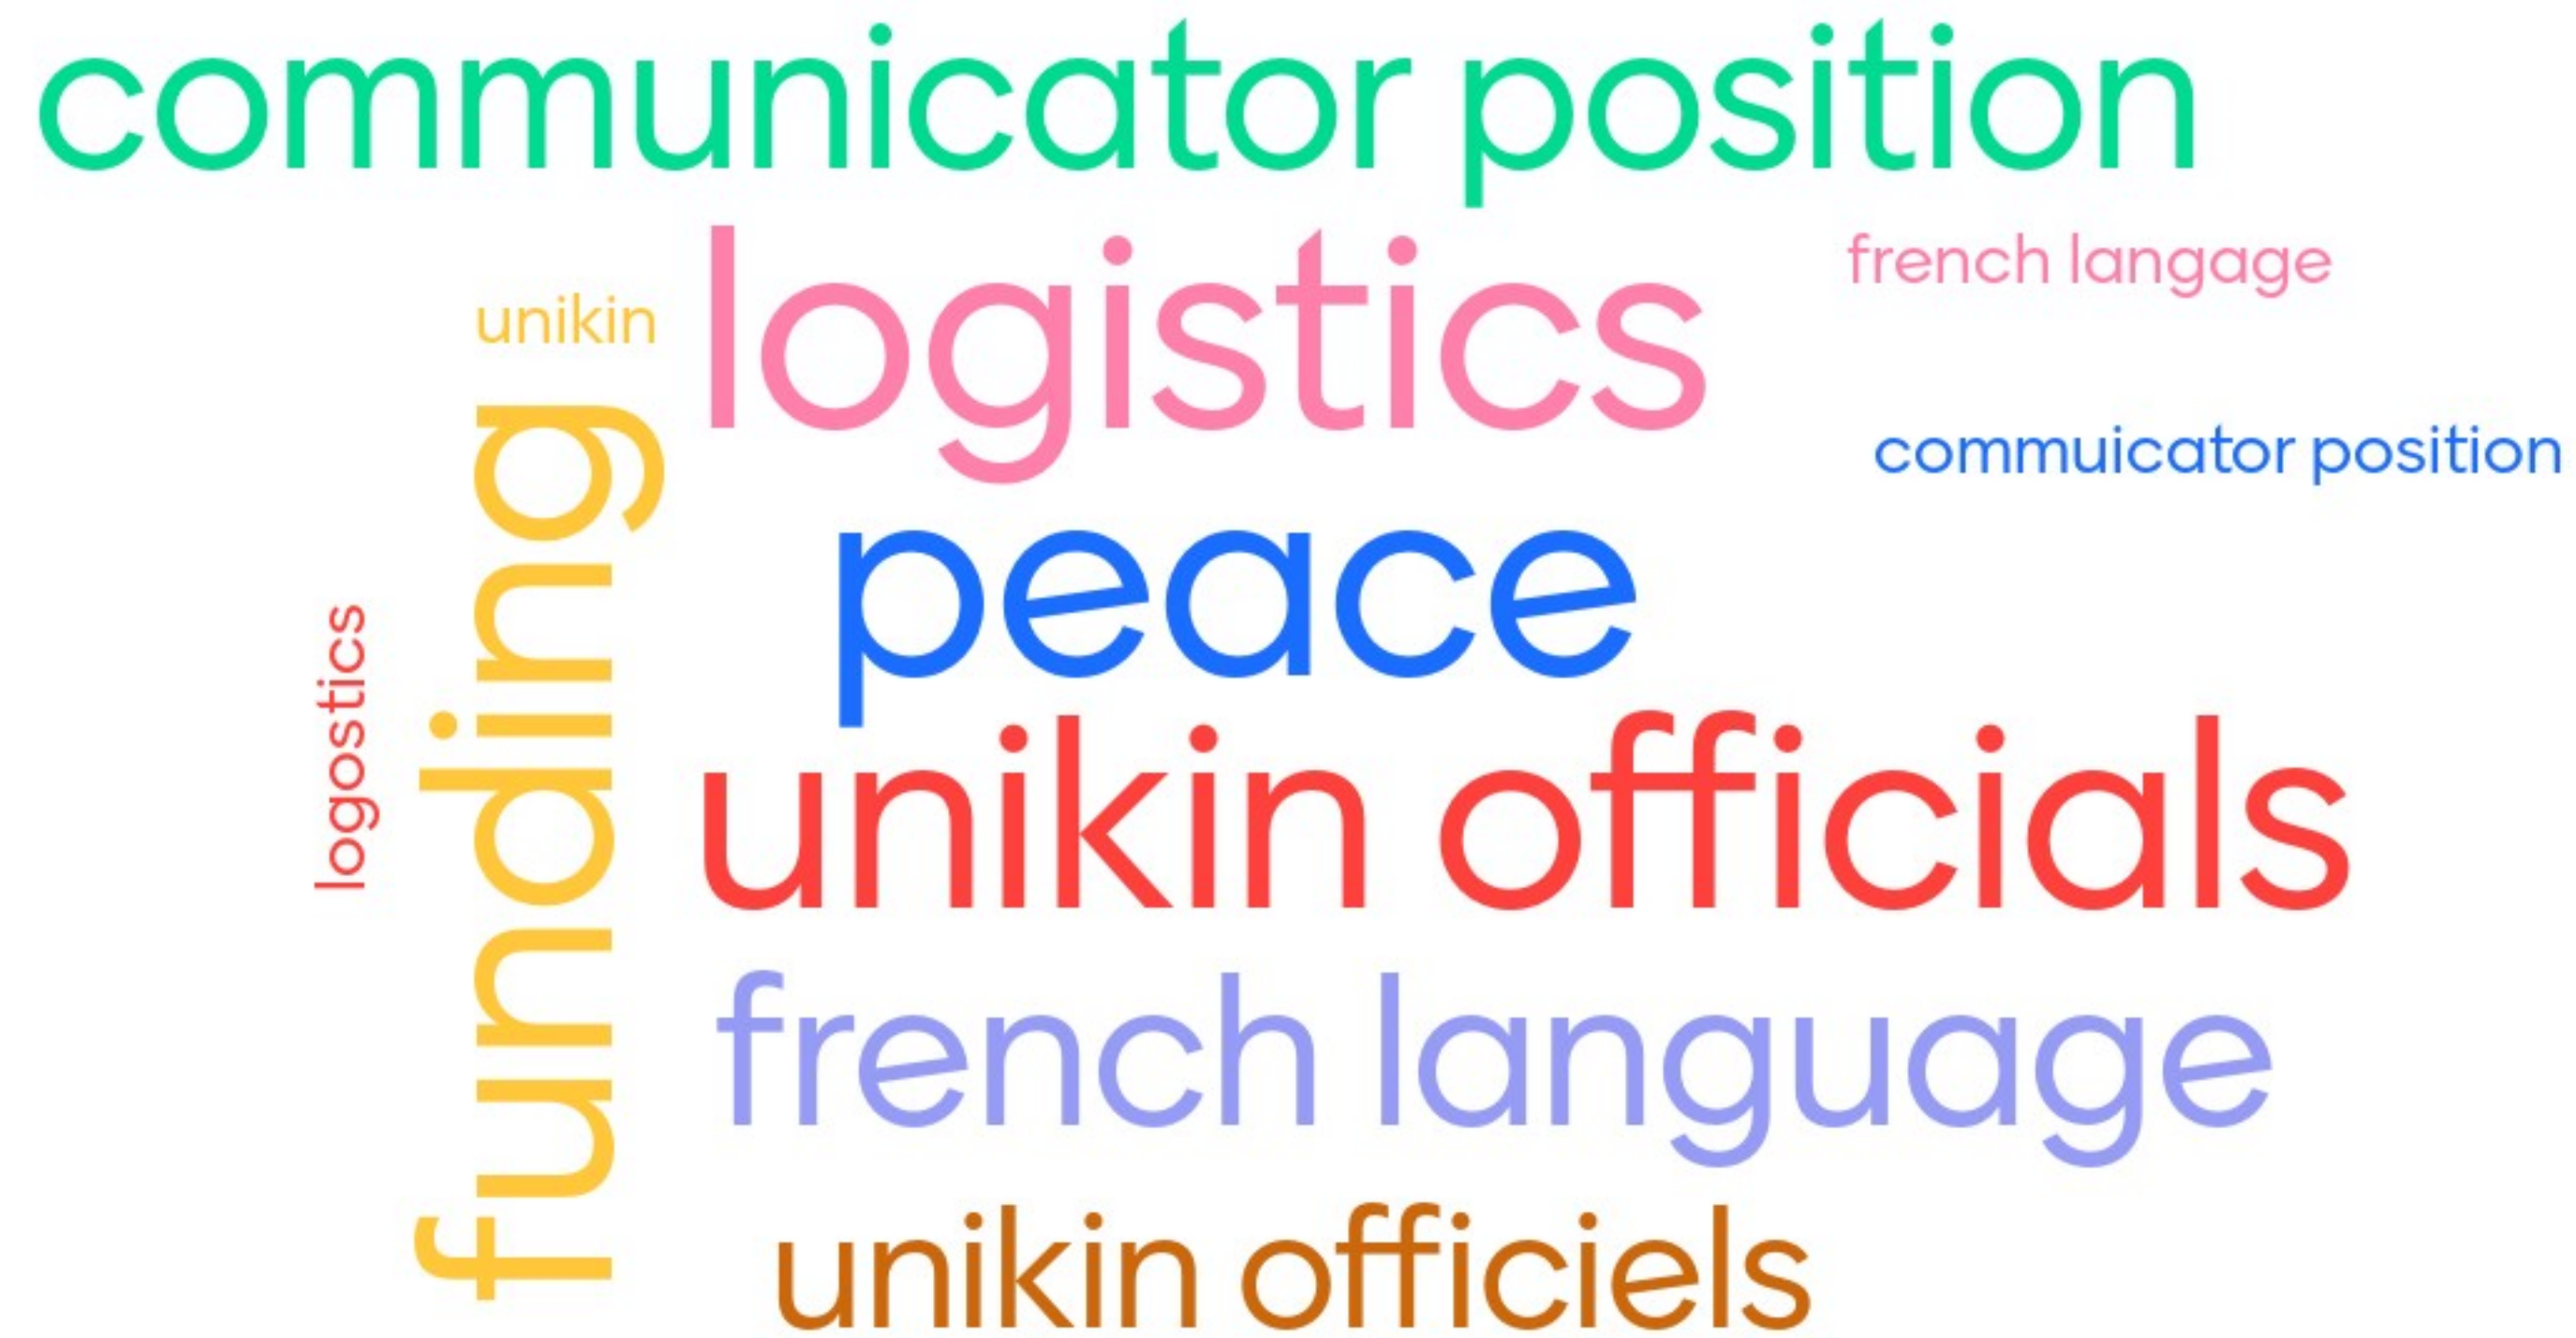 communicator position
logistics
french langage
unikin
commuicator position
funding
peace
logostics
unikin officials
french language
unikin officiels